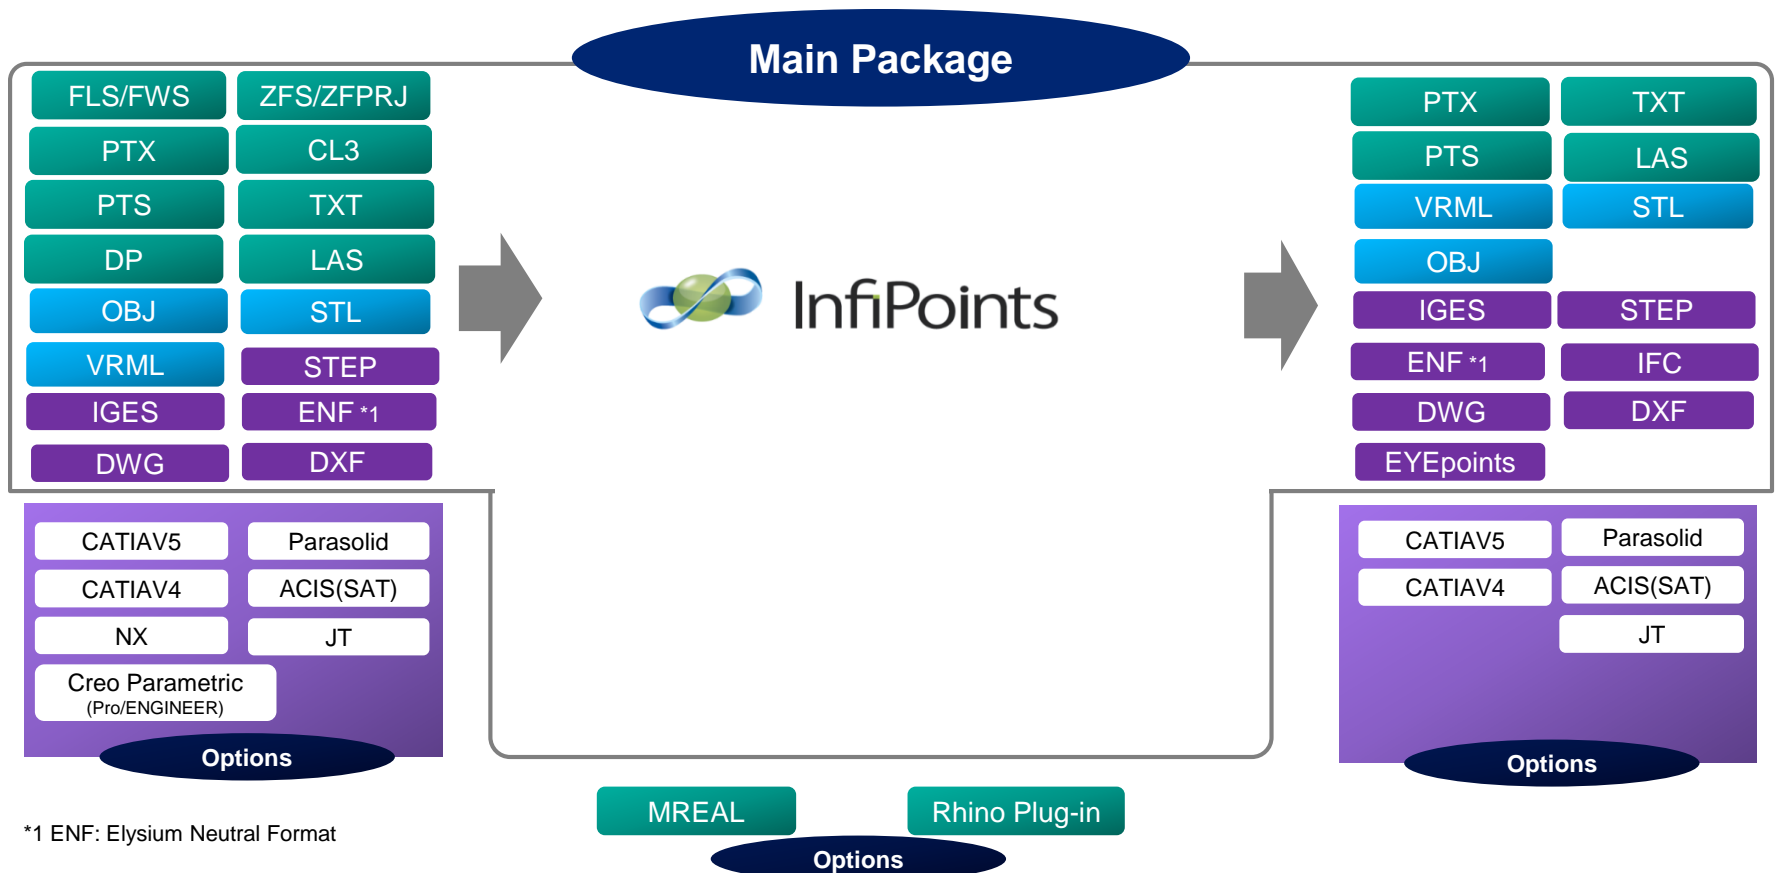 Main Package
FLS/FWS
ZFS/ZFPRJ
PTX
CL3
PTS
TXT
DP
LAS
OBJ
STL
VRML
STEP
IGES
ENF *1
DWG
DXF
InfiPoints
PTX
TXT
PTS
LAS
VRML
STL
OBJ
IGES
STEP
ENF *1
IFC
DWG
DXF
EYEpoints
CATIAV5
Parasolid
CATIAV4
ACIS(SAT)
NX
JT
Creo Parametric
(Pro/ENGINEER)
Options
CATIAV5
Parasolid
CATIAV4
ACIS(SAT)
JT
Options
MREAL
Rhino Plug-in
Options
*1 ENF: Elysium Neutral Format